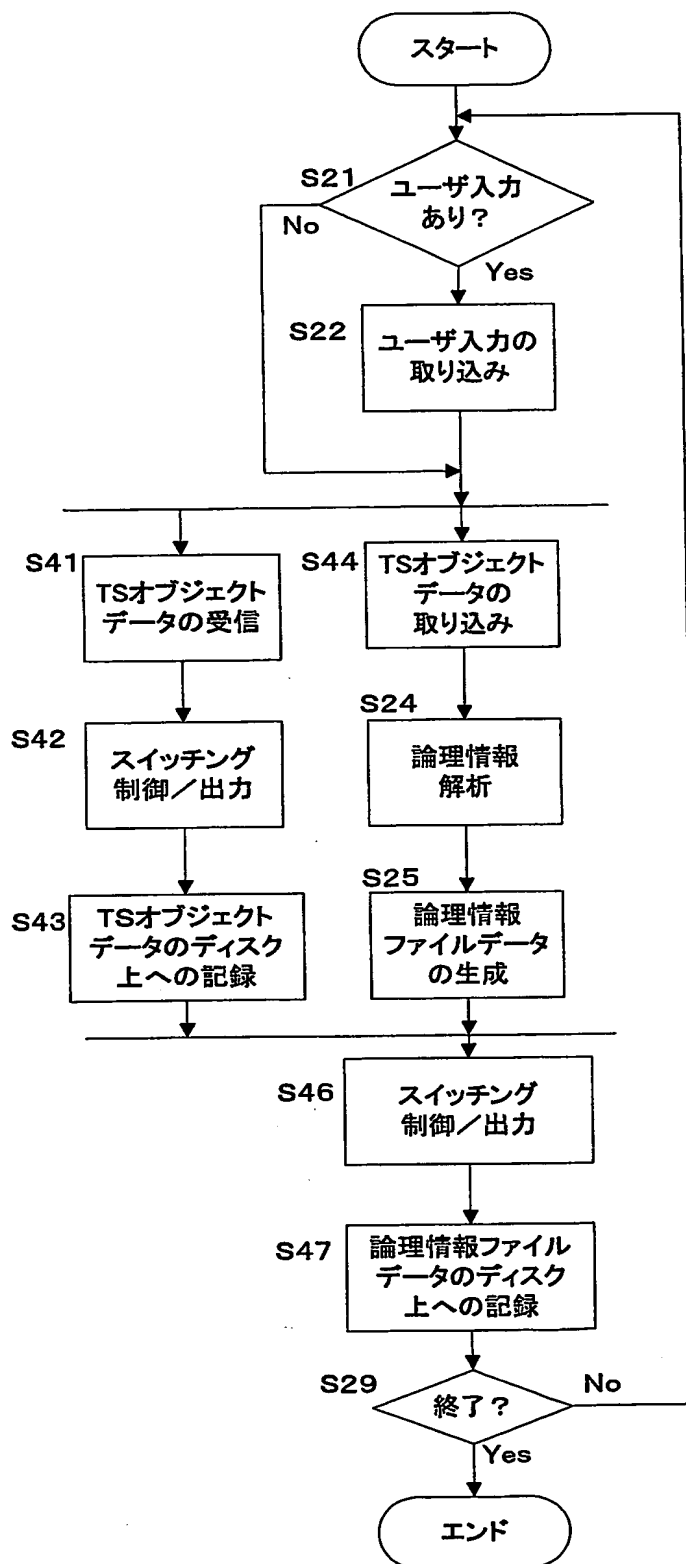 スタート
S21
ユーザ入力
あり?
No
Yes
S22
ユーザ入力の
取り込み
S41
TSオブジェクト
データの受信
S44
TSオブジェクト
データの
取り込み
S42
スイッチング
制御/出力
S24
論理情報
解析
S43
TSオブジェクト
データのディスク
上への記録
S25
論理情報
ファイルデータ
の生成
S46
スイッチング
制御/出力
S47
論理情報ファイル
データのディスク
上への記録
S29
終了?
No
Yes
エンド